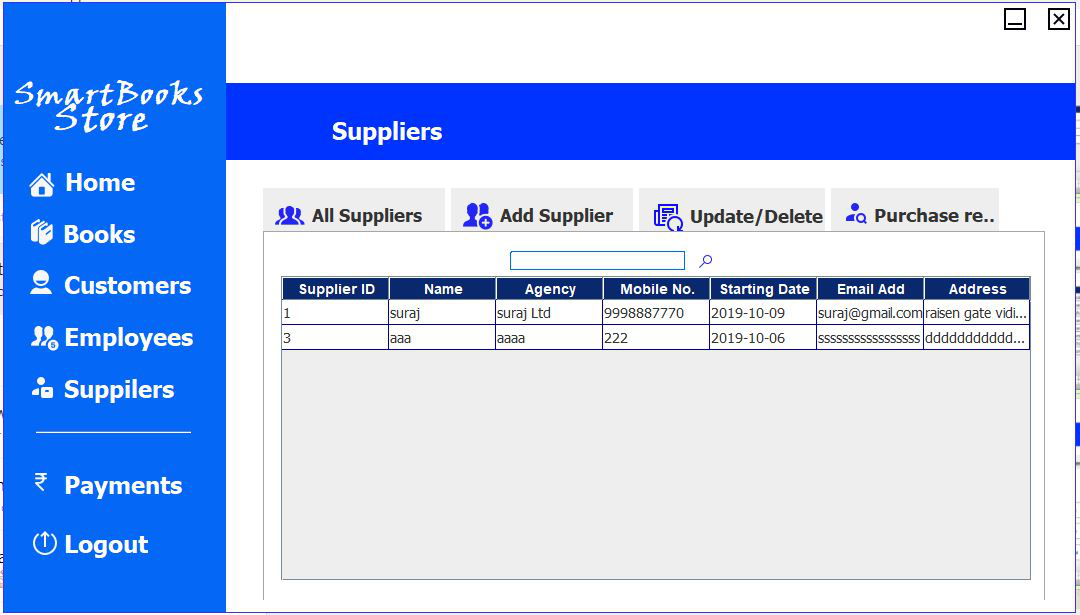 SmartBooks
Store
Home
Books
Customers
Employees
Suppilers
Payments
Logout
Suppliers
All Suppliers
Add Supplier
Update/Delete
Purchase re..
Supplier ID Name Agency Mobile No. Starting Date Email Add Address
1 suraj suraj Ltd 9998887770 2019-10-09 suraj@gmail.com raisen gate vidi...
3 aaa aaaa 222 2019-10-06 sssssssssssssssss ddddddddddd...